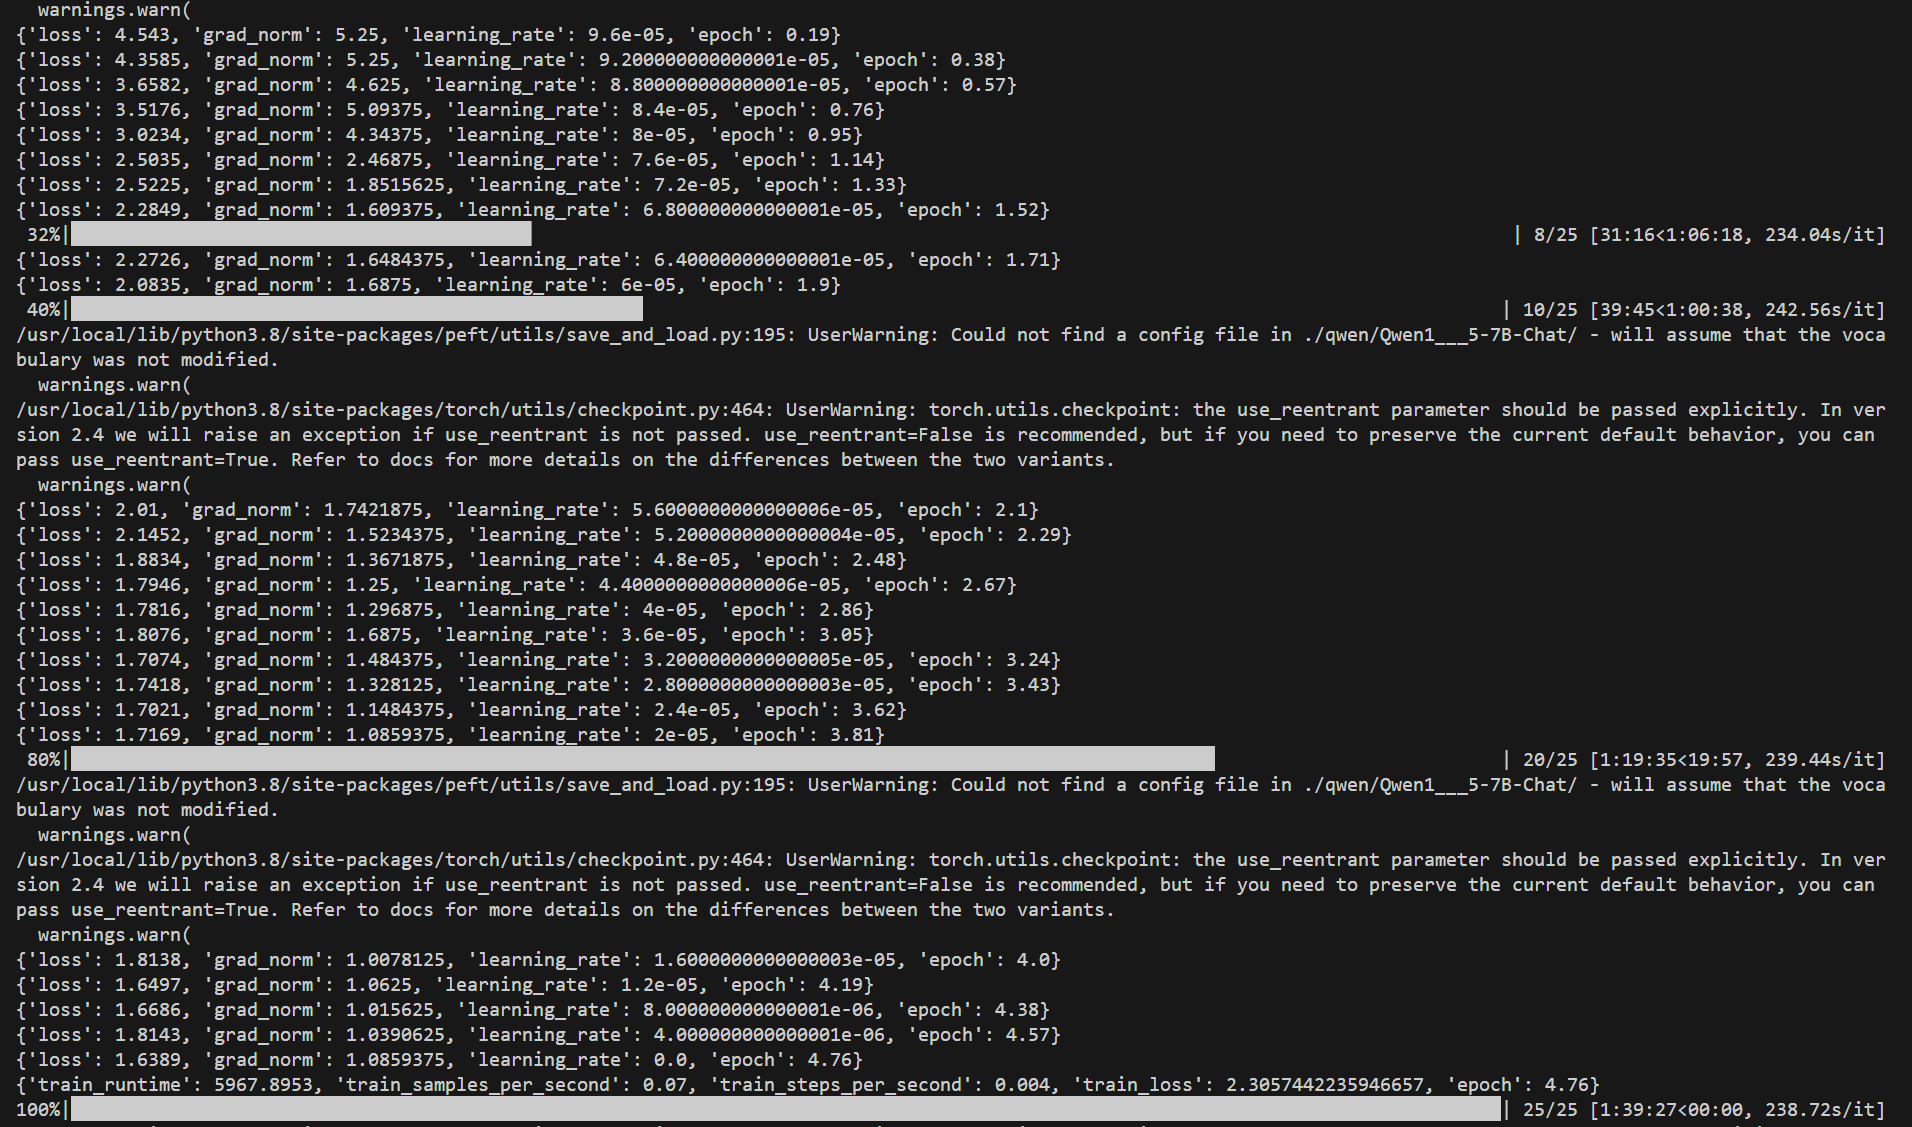 warnings.warn(
{'loss': 4.543, 'grad_norm': 5.25, 'learning_rate': 9.6e-05, 'epoch': 0.19}
{'loss': 4.3585, 'grad_norm': 5.25, 'learning_rate': 9.200000000000001e-05, 'epoch': 0.38}
{'loss': 3.6582, 'grad_norm': 4.625, 'learning_rate': 8.800000000000001e-05, 'epoch': 0.57}
{'loss': 3.5176, 'grad_norm': 5.09375, 'learning_rate': 8.4e-05, 'epoch': 0.76}
{'loss': 3.0234, 'grad_norm': 4.34375, 'learning_rate': 8e-05, 'epoch': 0.95}
{'loss': 2.5035, 'grad_norm': 2.46875, 'learning_rate': 7.6e-05, 'epoch': 1.14}
{'loss': 2.5225, 'grad_norm': 1.8515625, 'learning_rate': 7.2e-05, 'epoch': 1.33}
{'loss': 2.2849, 'grad_norm': 1.609375, 'learning_rate': 6.800000000000001e-05, 'epoch': 1.52}
 32%| | 8/25 [31:16<1:06:18, 234.04s/it]
{'loss': 2.2726, 'grad_norm': 1.6484375, 'learning_rate': 6.400000000000001e-05, 'epoch': 1.71}
{'loss': 2.0835, 'grad_norm': 1.6875, 'learning_rate': 6e-05, 'epoch': 1.9}
 40%| | 10/25 [39:45<1:00:38, 242.56s/it]
/usr/local/lib/python3.8/site-packages/peft/utils/save_and_load.py:195: UserWarning: Could not find a config file in ./qwen/Qwen1___5-7B-Chat/ - will assume that the voca
bulary was not modified.
  warnings.warn(
/usr/local/lib/python3.8/site-packages/torch/utils/checkpoint.py:464: UserWarning: torch.utils.checkpoint: the use_reentrant parameter should be passed explicitly. In ver
sion 2.4 we will raise an exception if use_reentrant is not passed. use_reentrant=False is recommended, but if you need to preserve the current default behavior, you can
pass use_reentrant=True. Refer to docs for more details on the differences between the two variants.
  warnings.warn(
{'loss': 2.01, 'grad_norm': 1.7421875, 'learning_rate': 5.6000000000000006e-05, 'epoch': 2.1}
{'loss': 2.1452, 'grad_norm': 1.5234375, 'learning_rate': 5.2000000000000004e-05, 'epoch': 2.29}
{'loss': 1.8834, 'grad_norm': 1.3671875, 'learning_rate': 4.8e-05, 'epoch': 2.48}
{'loss': 1.7946, 'grad_norm': 1.25, 'learning_rate': 4.4000000000000006e-05, 'epoch': 2.67}
{'loss': 1.7816, 'grad_norm': 1.296875, 'learning_rate': 4e-05, 'epoch': 2.86}
{'loss': 1.8076, 'grad_norm': 1.6875, 'learning_rate': 3.6e-05, 'epoch': 3.05}
{'loss': 1.7074, 'grad_norm': 1.484375, 'learning_rate': 3.2000000000000005e-05, 'epoch': 3.24}
{'loss': 1.7418, 'grad_norm': 1.328125, 'learning_rate': 2.8000000000000003e-05, 'epoch': 3.43}
{'loss': 1.7021, 'grad_norm': 1.1484375, 'learning_rate': 2.4e-05, 'epoch': 3.62}
{'loss': 1.7169, 'grad_norm': 1.0859375, 'learning_rate': 2e-05, 'epoch': 3.81}
 80%| | 20/25 [1:19:35<19:57, 239.44s/it]
/usr/local/lib/python3.8/site-packages/peft/utils/save_and_load.py:195: UserWarning: Could not find a config file in ./qwen/Qwen1___5-7B-Chat/ - will assume that the voca
bulary was not modified.
  warnings.warn(
/usr/local/lib/python3.8/site-packages/torch/utils/checkpoint.py:464: UserWarning: torch.utils.checkpoint: the use_reentrant parameter should be passed explicitly. In ver
sion 2.4 we will raise an exception if use_reentrant is not passed. use_reentrant=False is recommended, but if you need to preserve the current default behavior, you can
pass use_reentrant=True. Refer to docs for more details on the differences between the two variants.
  warnings.warn(
{'loss': 1.8138, 'grad_norm': 1.0078125, 'learning_rate': 1.6000000000000003e-05, 'epoch': 4.0}
{'loss': 1.6497, 'grad_norm': 1.0625, 'learning_rate': 1.2e-05, 'epoch': 4.19}
{'loss': 1.6686, 'grad_norm': 1.015625, 'learning_rate': 8.000000000000001e-06, 'epoch': 4.38}
{'loss': 1.8143, 'grad_norm': 1.0390625, 'learning_rate': 4.000000000000001e-06, 'epoch': 4.57}
{'loss': 1.6389, 'grad_norm': 1.0859375, 'learning_rate': 0.0, 'epoch': 4.76}
{'train_runtime': 5967.8953, 'train_samples_per_second': 0.07, 'train_steps_per_second': 0.004, 'train_loss': 2.3057442235946657, 'epoch': 4.76}
100%| | 25/25 [1:39:27<00:00, 238.72s/it]